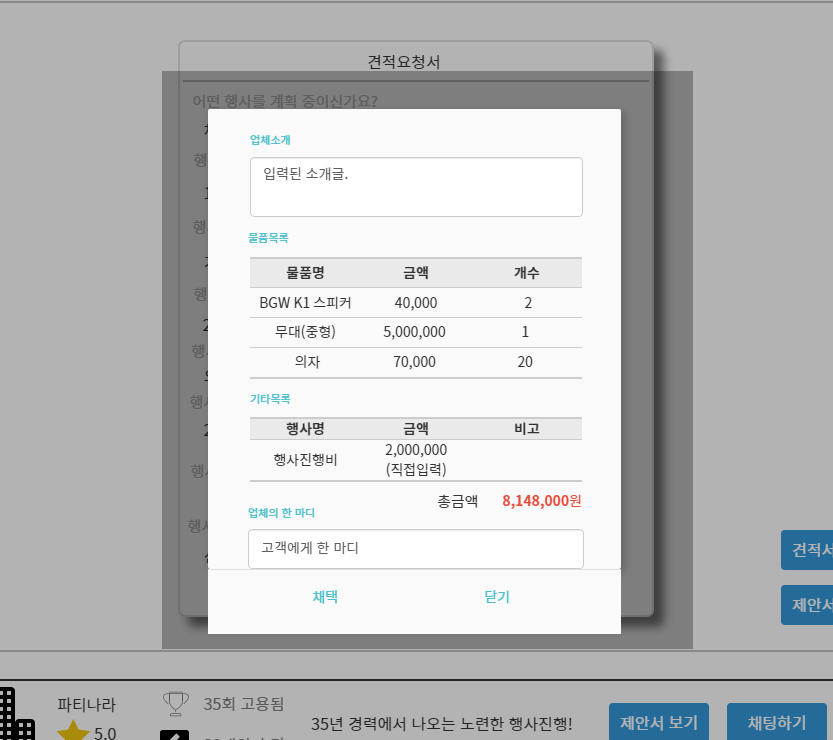 견적요청서
어떤 행사를 계획 중이신가요?
업체소개
입력된 소개글.
물품목록
물품명 금액 개수
BGW K1 스피커 40,000 2
무대(중형) 5,000,000 1
의자 70,000 20
기타목록
행사명 금액 비고
행사진행비 2,000,000
(직접입력)
총금액 8,148,000원
업체의 한 마디
고객에게 한 마디
채택 닫기
견적서
제안서
파티나라
5.0
35회 고용됨
35년 경력에서 나오는 노련한 행사진행!
제안서 보기 채팅하기